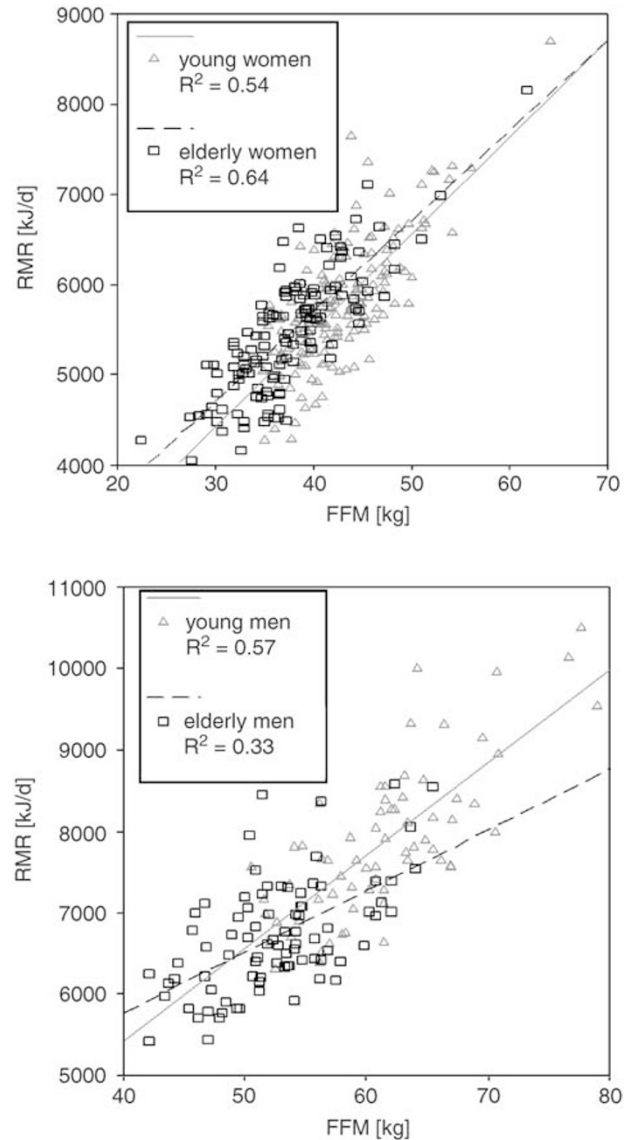 9000
8000
7000
6000
5000
4000
RMR [kJ/d]
young women
R² = 0.54
elderly women
R² = 0.64
20 30 40 50 60 70
FFM [kg]
11000
10000
9000
8000
7000
6000
5000
RMR [kJ/d]
young men
R² = 0.57
elderly men
R² = 0.33
40 50 60 70 80
FFM [kg]